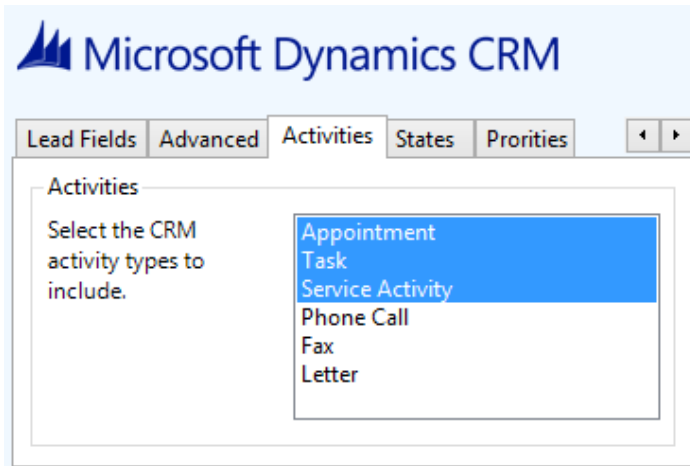 Microsoft Dynamics CRM
Lead Fields Advanced Activities States Prorities
Activities
Select the CRM
activity types to
include.
Appointment
Task
Service Activity
Phone Call
Fax
Letter